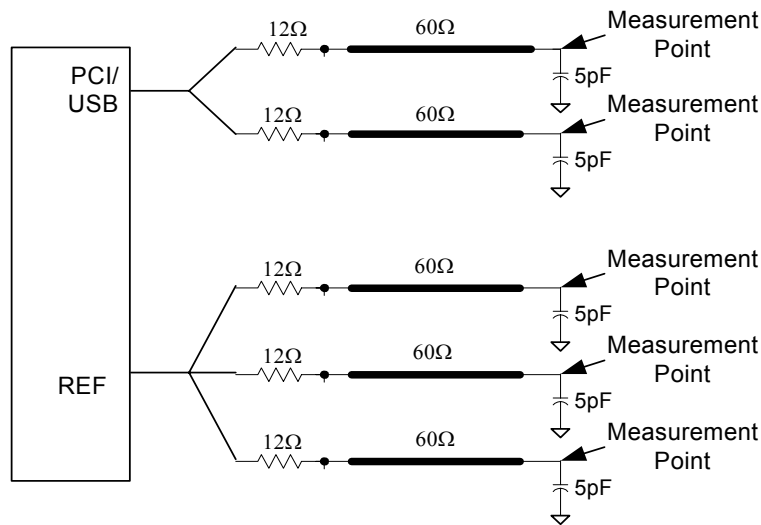 12Ω
60Ω
Measurement
Point
PCI/
USB
5pF
12Ω
60Ω
Measurement
Point
5pF
12Ω
60Ω
Measurement
Point
5pF
REF
12Ω
60Ω
Measurement
Point
5pF
12Ω
60Ω
Measurement
Point
5pF